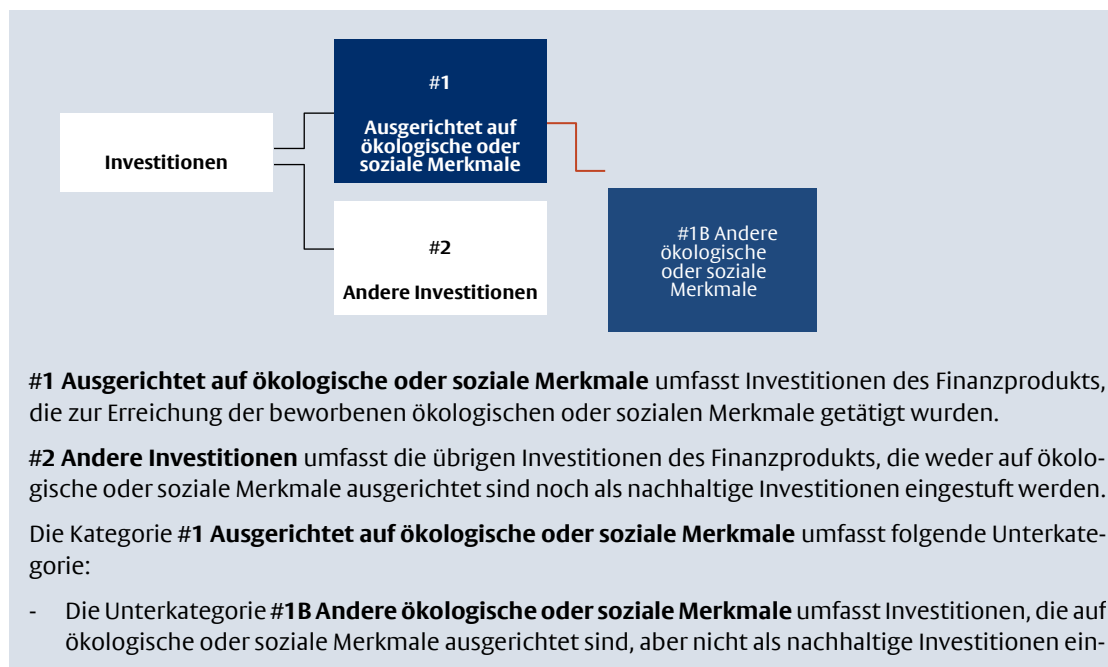 #1
Ausgerichtet auf
ökologische oder
soziale Merkmale
Investitionen
#2
Andere Investitionen
#1B Andere
ökologische
oder soziale
Merkmale
#1 Ausgerichtet auf ökologische oder soziale Merkmale umfasst Investitionen des Finanzprodukts,
die zur Erreichung der beworbenen ökologischen oder sozialen Merkmale getätigt wurden.
#2 Andere Investitionen umfasst die übrigen Investitionen des Finanzprodukts, die weder auf ökolo-
gische oder soziale Merkmale ausgerichtet sind noch als nachhaltige Investitionen eingestuft werden.
Die Kategorie #1 Ausgerichtet auf ökologische oder soziale Merkmale umfasst folgende Unterkate-
gorie:
- Die Unterkategorie #1B Andere ökologische oder soziale Merkmale umfasst Investitionen, die auf
ökologische oder soziale Merkmale ausgerichtet sind, aber nicht als nachhaltige Investitionen ein-